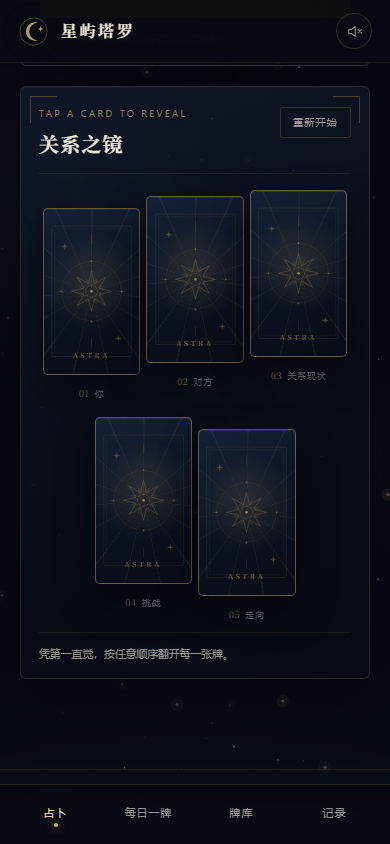 星屿塔罗
TAP A CARD TO REVEAL
关系之镜
重新开始
ASTRA
ASTRA
ASTRA
01 你
02 对方
03 关系现状
ASTRA
ASTRA
04 挑战
05 走向
凭第一直觉，按任意顺序翻开每一张牌。
占卜
每日一牌
牌库
记录